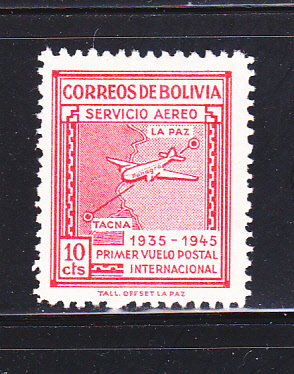 CORREOS DE BOLIVIA
SERVICIO AEREO
LA PAZ
Panagra
TACNA
1935-1945
10 cts
PRIMER VUELO POSTAL
INTERNACIONAL
TALL. OFFSET LA PAZ